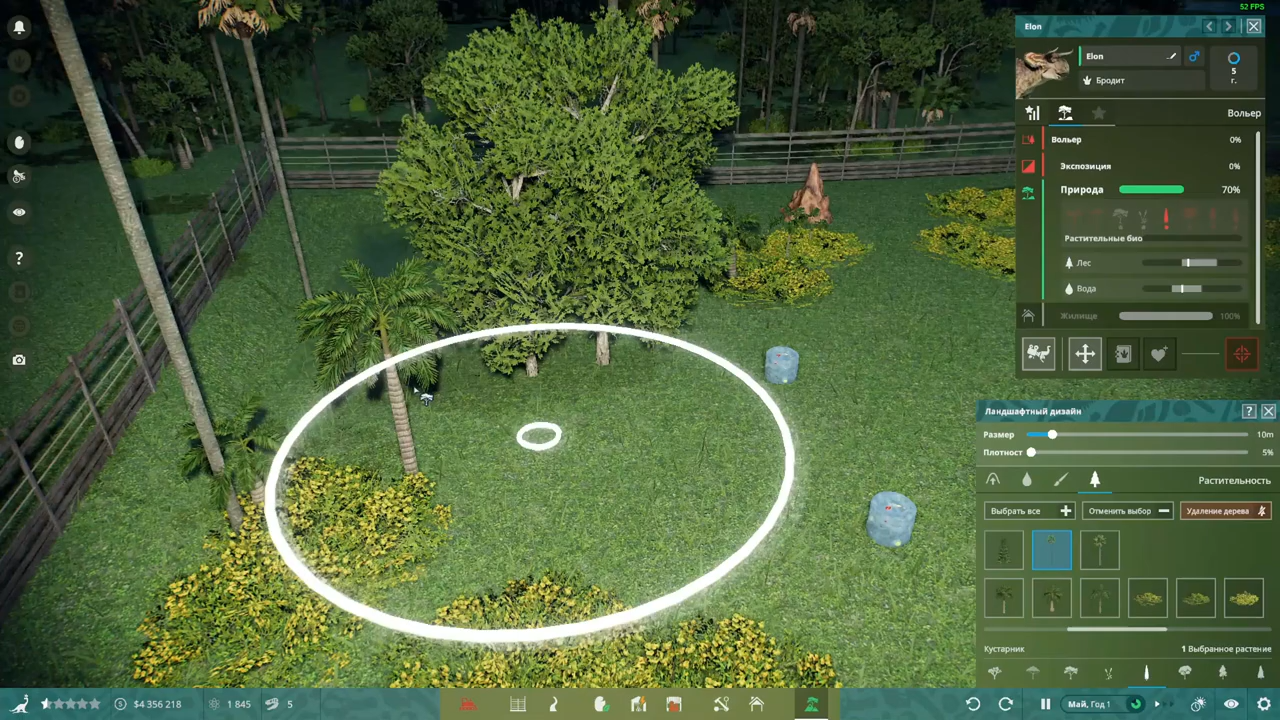 52 FPS
Elon
Elon
Бродит
5
г.
Вольер
Вольер 0%
Экспозиция 0%
Природа 70%
Растительные био
Лес
Вода
Жилище 100%
Ландшафтный дизайн
?
Размер 10m
Плотност 5%
Растительность
Выбрать все
Отменить выбор
Удаление дерева
Кустарник 1 Выбранное растение
?
$4 356 218
1 845
5
Май, Год 1